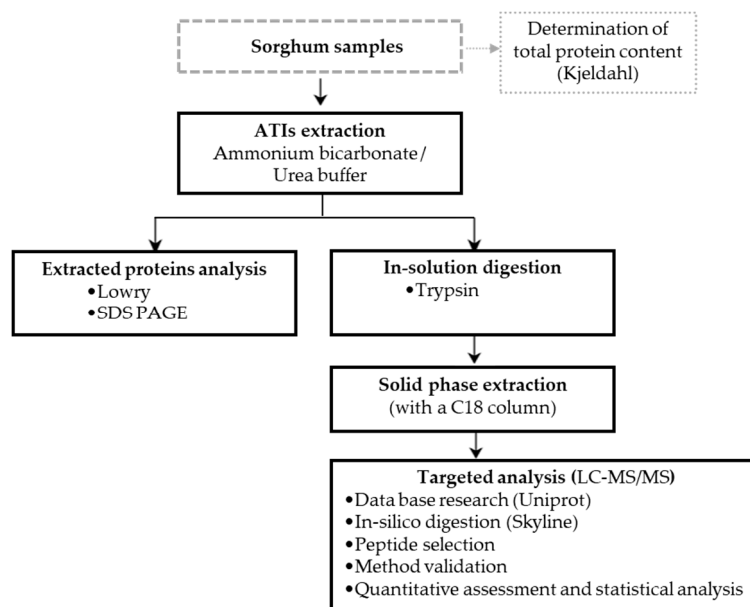 Sorghum samples
Determination of
total protein content
(Kjeldahl)
ATIs extraction
Ammonium bicarbonate/
Urea buffer
Extracted proteins analysis
•Lowry
•SDS PAGE
In-solution digestion
•Trypsin
Solid phase extraction
(with a C18 column)
Targeted analysis (LC-MS/MS)
•Data base research (Uniprot)
•In-silico digestion (Skyline)
•Peptide selection
•Method validation
•Quantitative assessment and statistical analysis